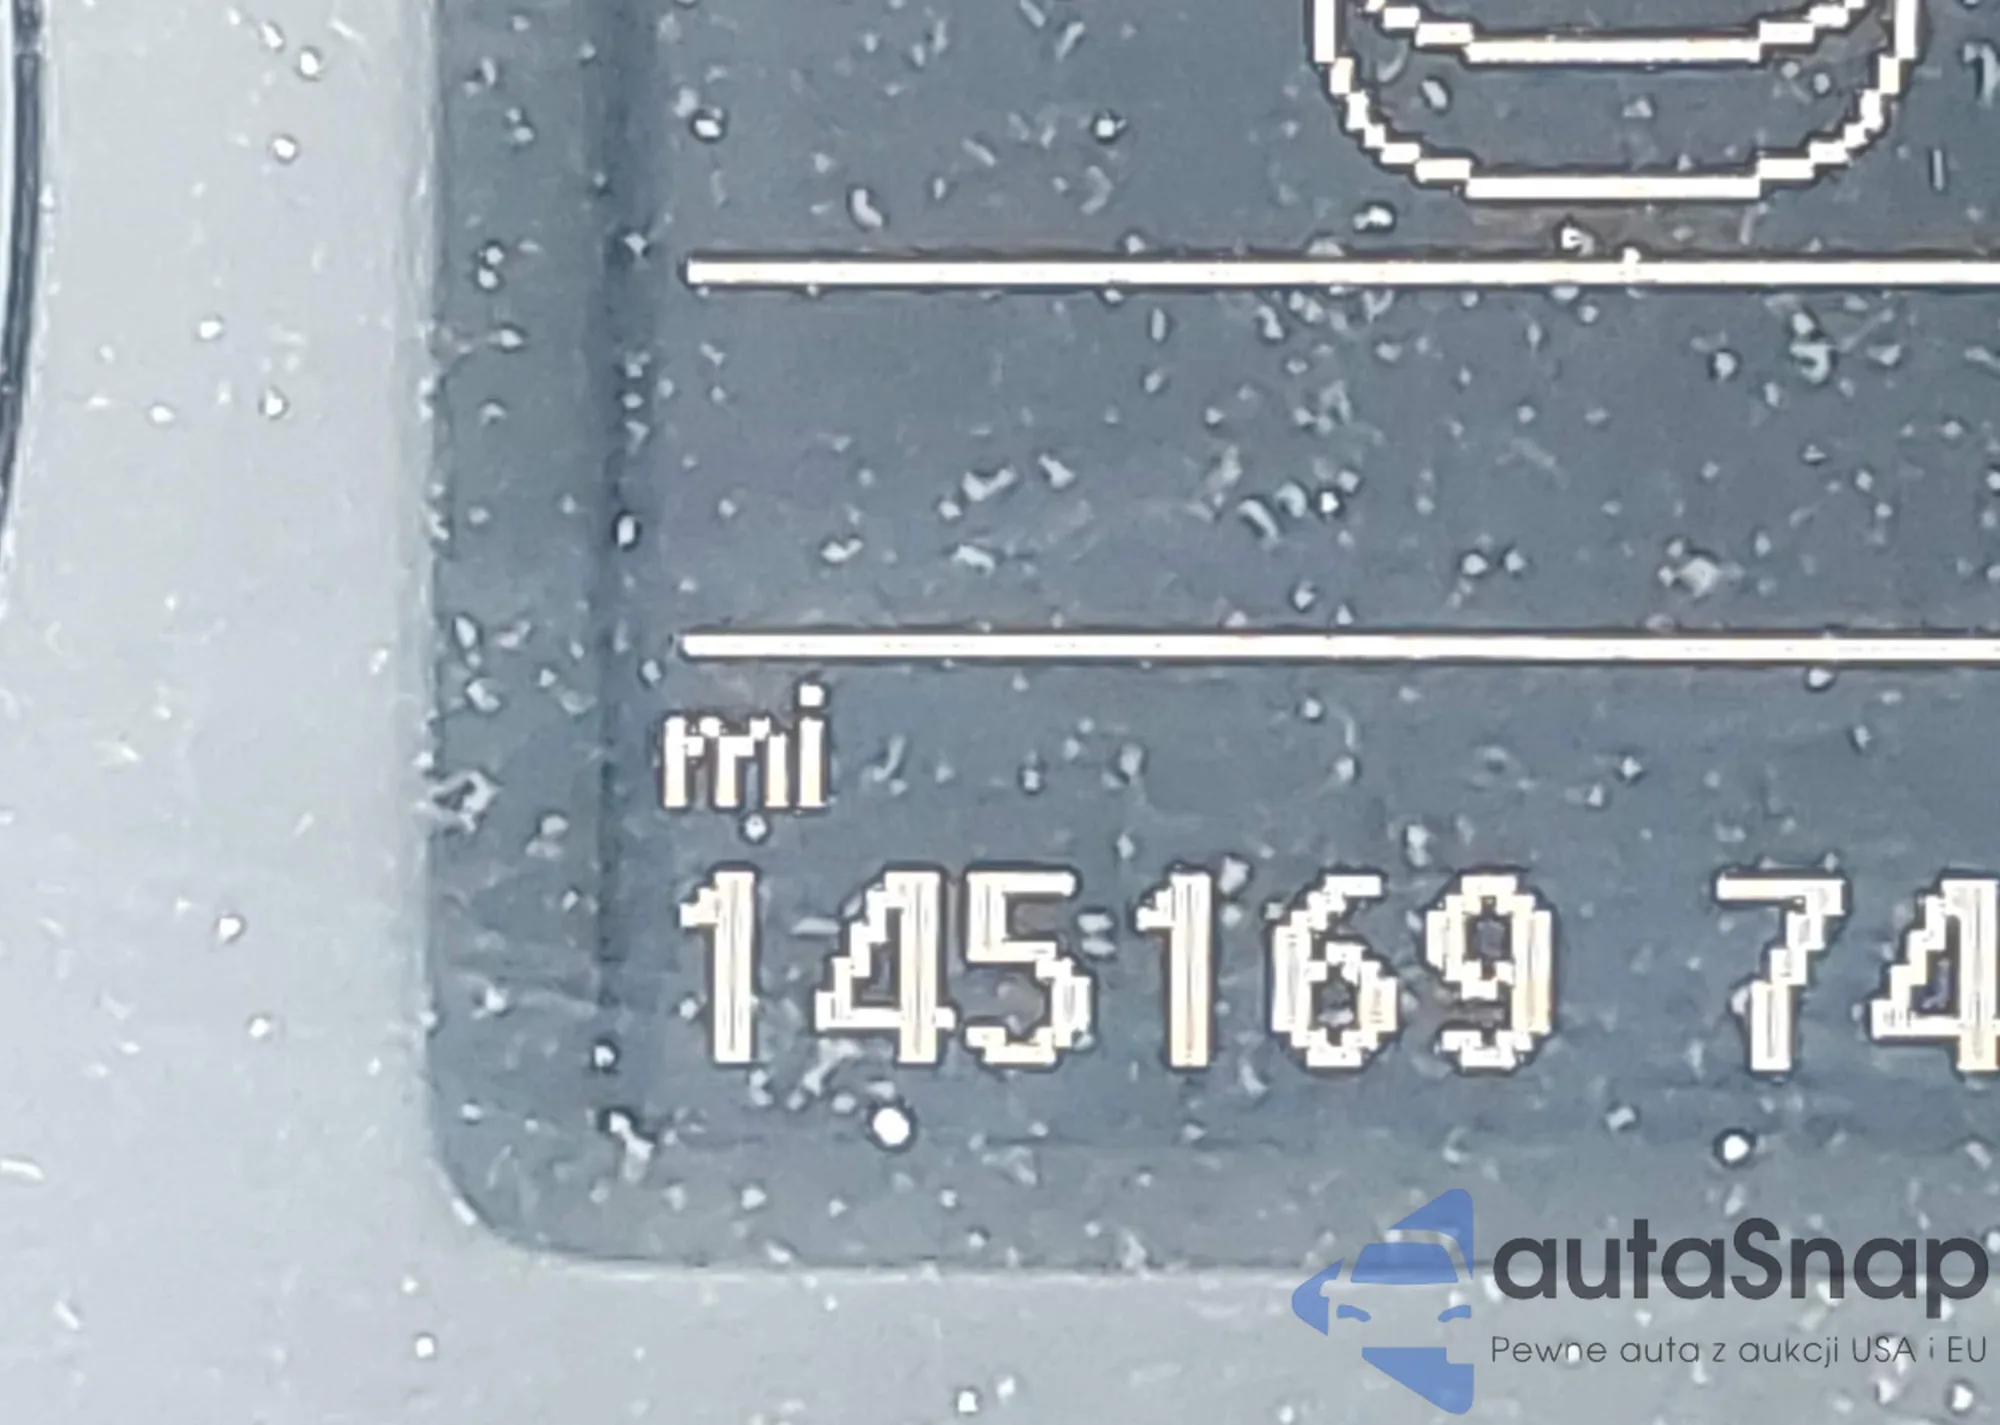 mi
145169 74
autaSnap
Pewne auta z aukcji USA i EU